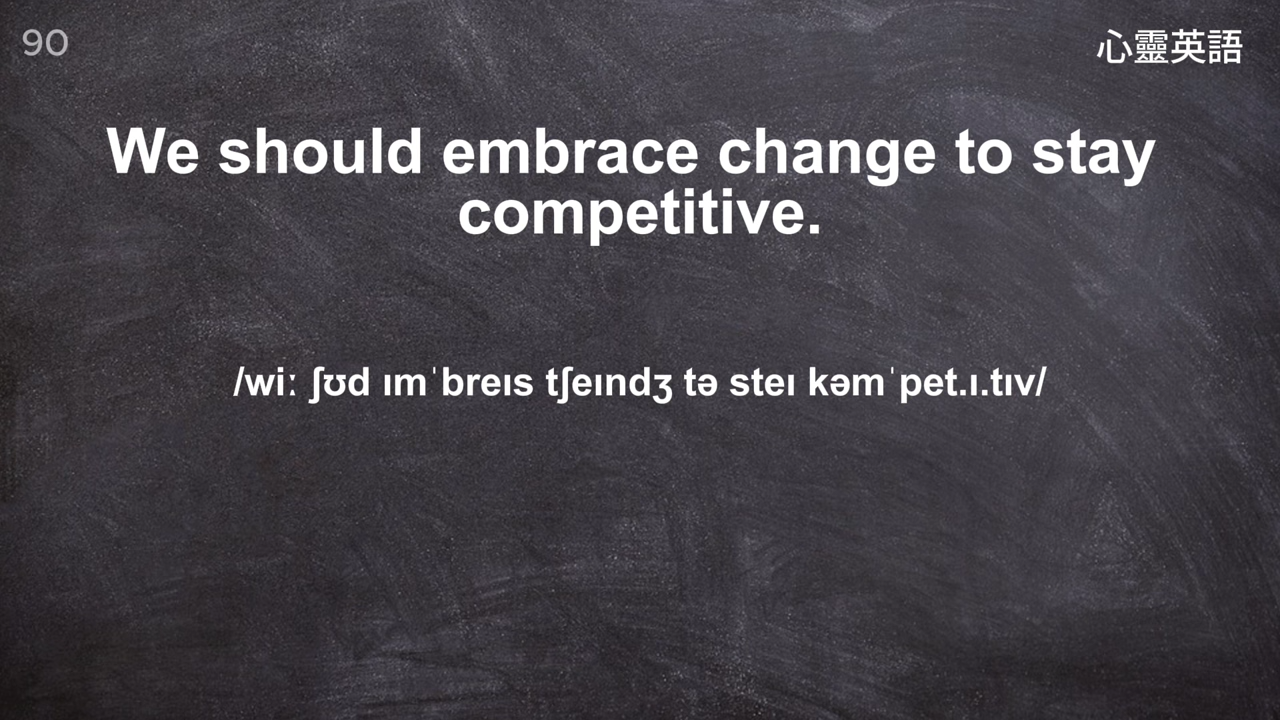 90
心靈英語
We should embrace change to stay
competitive.
/wiː ʃʊd ɪmˈbreɪs tʃeɪndʒ tə steɪ kəmˈpet.ɪ.tɪv/